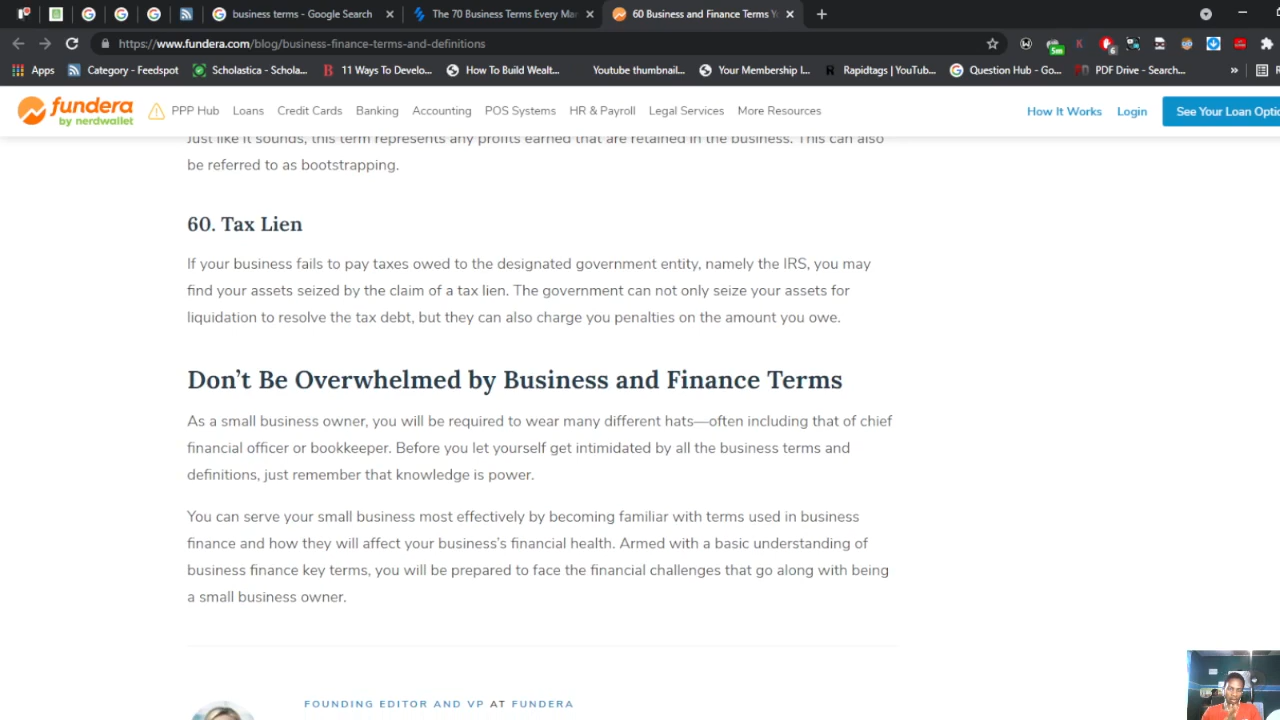 business terms - Google Search
The 70 Business Terms Every Ma
60 Business and Finance Terms Y
https://www.fundera.com/blog/business-finance-terms-and-definitions
5m
K
6
Apps
Category - Feedspot
Scholastica - Schola...
11 Ways To Develo...
How To Build Wealt...
Youtube thumbnail...
Your Membership I...
Rapidtags | YouTub...
Question Hub - Go...
PDF Drive - Search...
»
R
fundera
by nerdwallet
PPP Hub
Loans
Credit Cards
Banking
Accounting
POS Systems
HR & Payroll
Legal Services
More Resources
How It Works
Login
See Your Loan Optio
Just like it sounds, this term represents any profits earned that are retained in the business. This can also
be referred to as bootstrapping.
60. Tax Lien
If your business fails to pay taxes owed to the designated government entity, namely the IRS, you may
find your assets seized by the claim of a tax lien. The government can not only seize your assets for
liquidation to resolve the tax debt, but they can also charge you penalties on the amount you owe.
Don’t Be Overwhelmed by Business and Finance Terms
As a small business owner, you will be required to wear many different hats—often including that of chief
financial officer or bookkeeper. Before you let yourself get intimidated by all the business terms and
definitions, just remember that knowledge is power.
You can serve your small business most effectively by becoming familiar with terms used in business
finance and how they will affect your business’s financial health. Armed with a basic understanding of
business finance key terms, you will be prepared to face the financial challenges that go along with being
a small business owner.
FOUNDING EDITOR AND VP AT FUNDERA